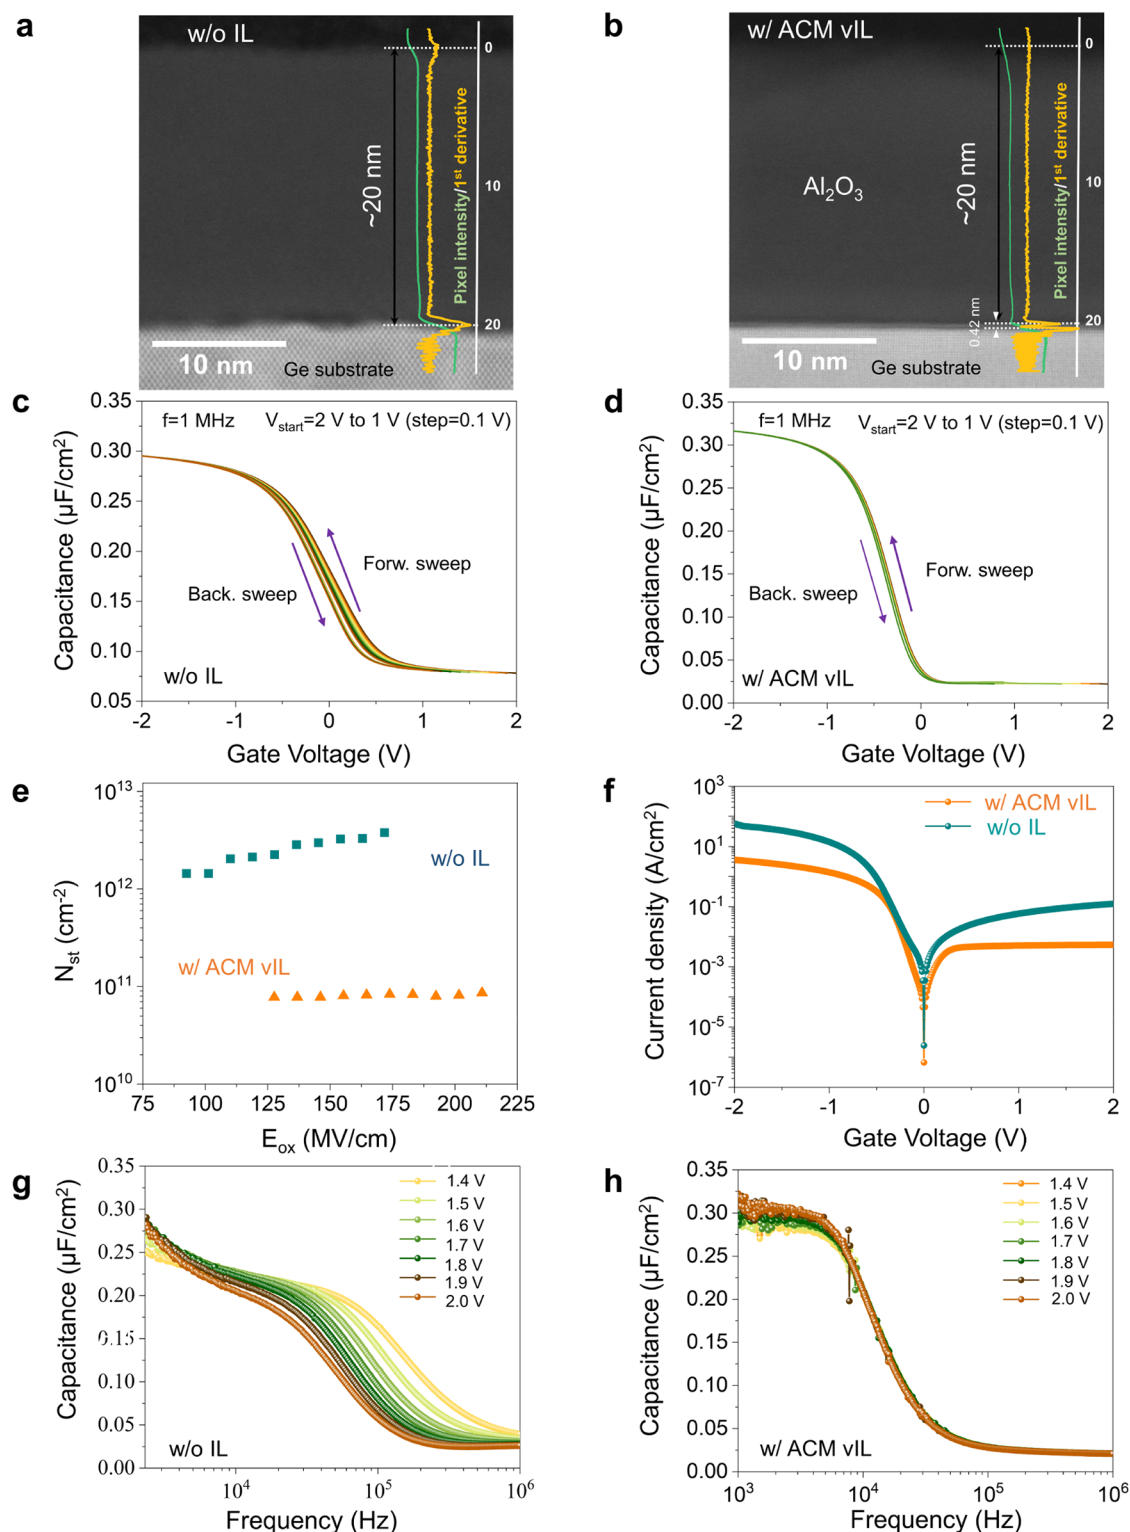 a
w/o IL
0
~20 nm
Pixel intensity/1st derivative
10
20
10 nm
Ge substrate
b
w/ ACM vIL
0
Al2O3
~20 nm
Pixel intensity/1st derivative
10
20
0.42 nm
10 nm
Ge substrate
c
f=1 MHz
Vstart=2 V to 1 V (step=0.1 V)
Forw. sweep
Back. sweep
w/o IL
0.35
0.30
0.25
0.20
0.15
0.10
0.05
-2
-1
0
1
2
Capacitance (µF/cm2)
Gate Voltage (V)
d
f=1 MHz
Vstart=2 V to 1 V (step=0.1 V)
Forw. sweep
Back. sweep
w/ ACM vIL
0.35
0.30
0.25
0.20
0.15
0.10
0.05
0.00
-2
-1
0
1
2
Capacitance (µF/cm2)
Gate Voltage (V)
e
w/o IL
w/ ACM vIL
1013
1012
1011
1010
75
100
125
150
175
200
225
Nst (cm-2)
Eox (MV/cm)
f
w/ ACM vIL
w/o IL
103
101
10-1
10-3
10-5
10-7
-2
-1
0
1
2
Current density (A/cm2)
Gate Voltage (V)
g
1.4 V
1.5 V
1.6 V
1.7 V
1.8 V
1.9 V
2.0 V
w/o IL
0.35
0.30
0.25
0.20
0.15
0.10
0.05
0.00
104
105
106
Capacitance (µF/cm2)
Frequency (Hz)
h
1.4 V
1.5 V
1.6 V
1.7 V
1.8 V
1.9 V
2.0 V
w/ ACM vIL
0.35
0.30
0.25
0.20
0.15
0.10
0.05
0.00
103
104
105
106
Capacitance (µF/cm2)
Frequency (Hz)